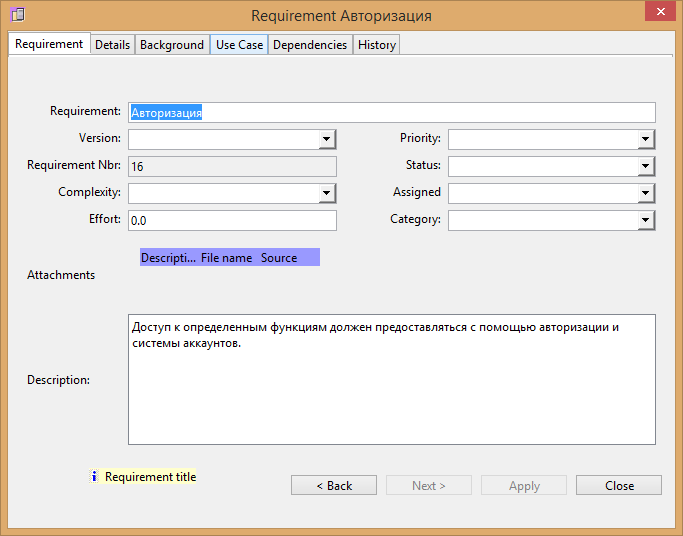 Requirement Авторизация
Requirement Details Background Use Case Dependencies History
Requirement: Авторизация
Version: Priority:
Requirement Nbr: 16 Status:
Complexity: Assigned
Effort: 0.0 Category:
Descripti... File name Source
Attachments
Доступ к определенным функциям должен предоставляться с помощью авторизации и
системы аккаунтов.
Description:
Requirement title
< Back Next > Apply Close